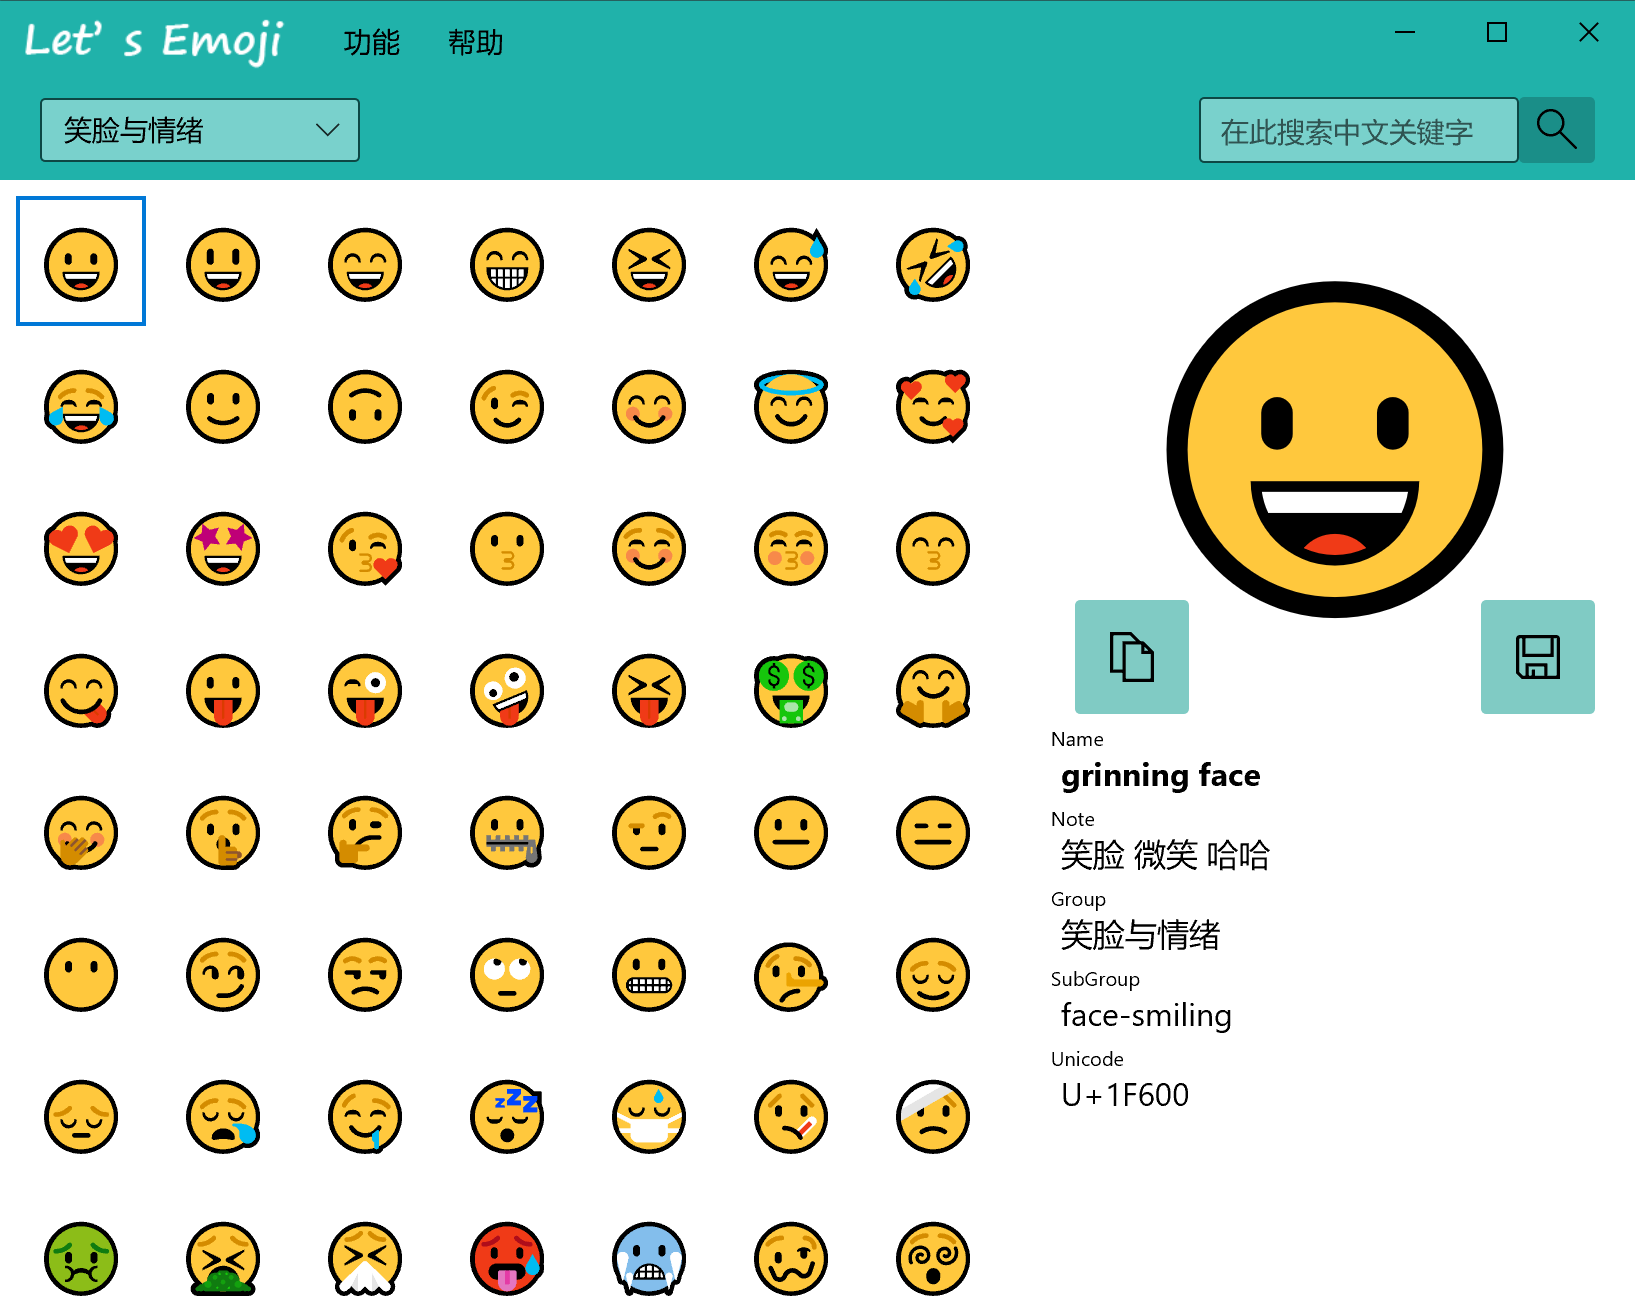 Let's Emoji 功能 帮助
笑脸与情绪
在此搜索中文关键字
Name
grinning face
Note
笑脸 微笑 哈哈
Group
笑脸与情绪
SubGroup
face-smiling
Unicode
U+1F600